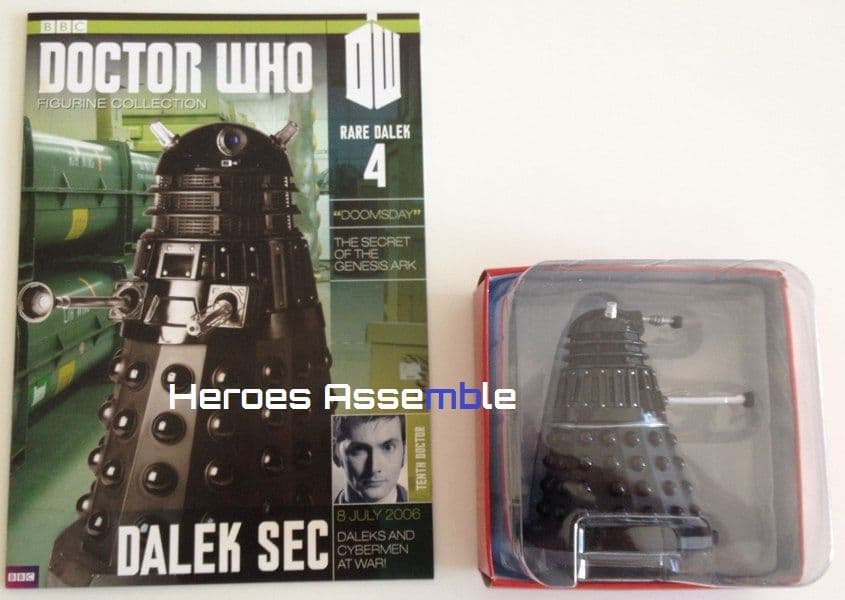 BBC
DOCTOR WHO
FIGURINE COLLECTION
DW
RARE DALEK
4
"DOOMSDAY"
THE SECRET
OF THE
GENESIS ARK
Heroes Assemble
TENTH DOCTOR
8 JULY 2006
DALEKS AND
CYBERMEN
AT WAR!
DALEK SEC
BBC